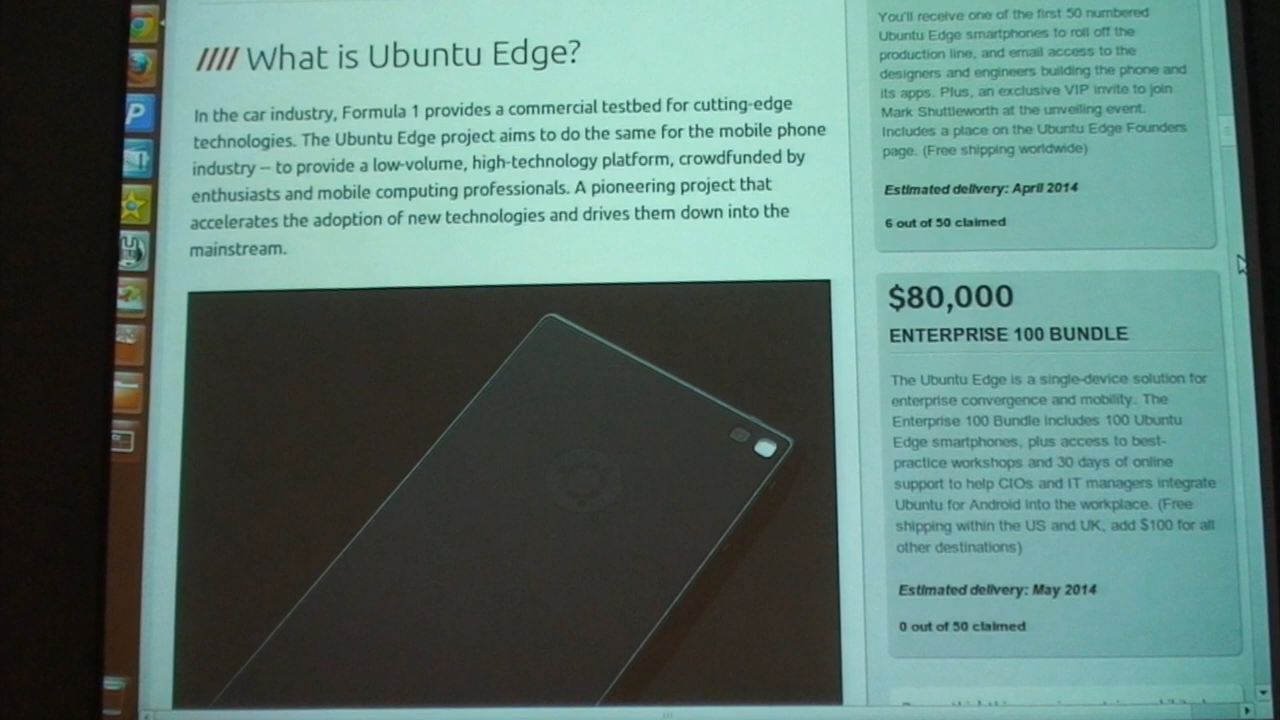 //// What is Ubuntu Edge?
In the car industry, Formula 1 provides a commercial testbed for cutting-edge
technologies. The Ubuntu Edge project aims to do the same for the mobile phone
industry – to provide a low-volume, high-technology platform, crowdfunded by
enthusiasts and mobile computing professionals. A pioneering project that
accelerates the adoption of new technologies and drives them down into the
mainstream.
You'll receive one of the first 50 numbered
Ubuntu Edge smartphones to roll off the
production line, and email access to the
designers and engineers building the phone and
its apps. Plus, an exclusive VIP invite to join
Mark Shuttleworth at the unveiling event.
Includes a place on the Ubuntu Edge Founders
page. (Free shipping worldwide)
Estimated delivery: April 2014
6 out of 50 claimed
$80,000
ENTERPRISE 100 BUNDLE
The Ubuntu Edge is a single-device solution for
enterprise convergence and mobility. The
Enterprise 100 Bundle includes 100 Ubuntu
Edge smartphones, plus access to best-
practice workshops and 30 days of online
support to help CIOs and IT managers integrate
Ubuntu for Android into the workplace. (Free
shipping within the US and UK, add $100 for all
other destinations)
Estimated delivery: May 2014
0 out of 50 claimed